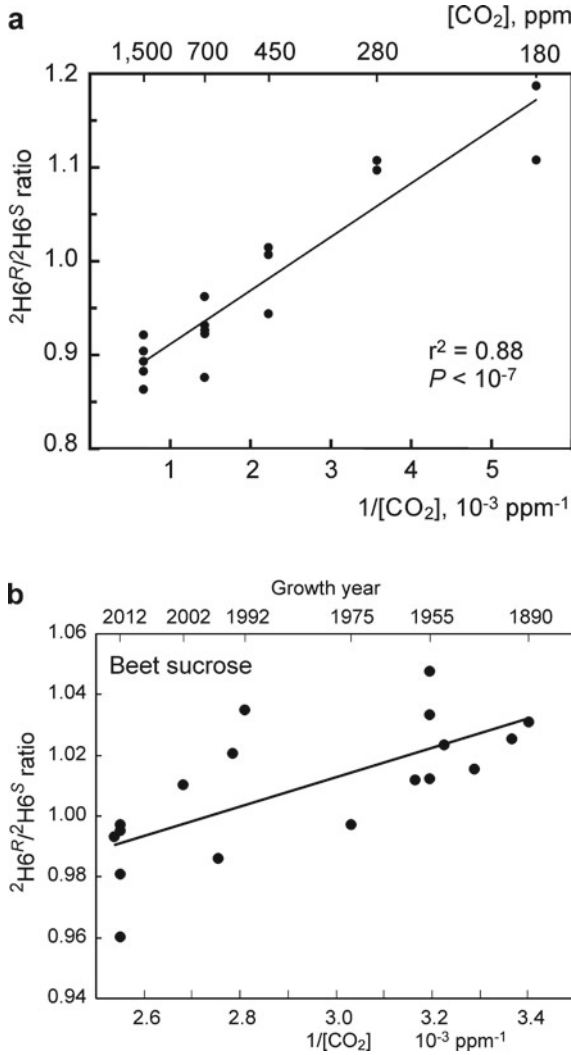 a
[CO2], ppm
1,500 700 450 280 180
1.2
1.1
1.0
0.9
0.8
²H6ᴿ/²H6ˢ ratio
r² = 0.88
P < 10⁻⁷
1 2 3 4 5
1/[CO₂], 10⁻³ ppm⁻¹
b
Growth year
2012 2002 1992 1975 1955 1890
1.06
Beet sucrose
1.04
1.02
1.00
0.98
0.96
0.94
²H6ᴿ/²H6ˢ ratio
2.6 2.8 3.0 3.2 3.4
1/[CO₂] 10⁻³ ppm⁻¹